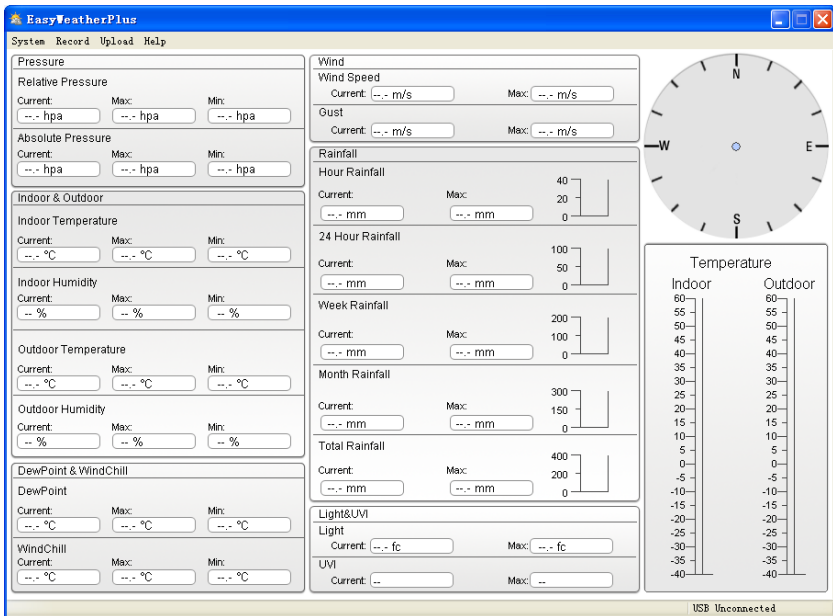 EasyWeatherPlus
System Record Upload Help
Pressure
Relative Pressure
Current: Max: Min:
--.- hpa --.- hpa --.- hpa
Absolute Pressure
Current: Max: Min:
--.- hpa --.- hpa --.- hpa
Indoor & Outdoor
Indoor Temperature
Current: Max: Min:
--.- °C --.- °C --.- °C
Indoor Humidity
Current: Max: Min:
-- % -- % -- %
Outdoor Temperature
Current: Max: Min:
--.- °C --.- °C --.- °C
Outdoor Humidity
Current: Max: Min:
-- % -- % -- %
DewPoint & WindChill
DewPoint
Current: Max: Min:
--.- °C --.- °C --.- °C
WindChill
Current: Max: Min:
--.- °C --.- °C --.- °C
Wind
Wind Speed
Current: --.- m/s Max: --.- m/s
Gust
Current: --.- m/s Max: --.- m/s
Rainfall
Hour Rainfall
Current: Max:
--.- mm --.- mm
40
20
0
24 Hour Rainfall
Current: Max:
--.- mm --.- mm
100
50
0
Week Rainfall
Current: Max:
--.- mm --.- mm
200
100
0
Month Rainfall
Current: Max:
--.- mm --.- mm
300
150
0
Total Rainfall
Current: Max:
--.- mm --.- mm
400
200
0
Light&UVI
Light
Current: --.- fc Max: --.- fc
UVI
Current: -- Max: --
N
W E
S
Temperature
Indoor Outdoor
60 60
55 55
50 50
45 45
40 40
35 35
30 30
25 25
20 20
15 15
10 10
5 5
0 0
-5 -5
-10 -10
-15 -15
-20 -20
-25 -25
-30 -30
-35 -35
-40 -40
USB Unconnected